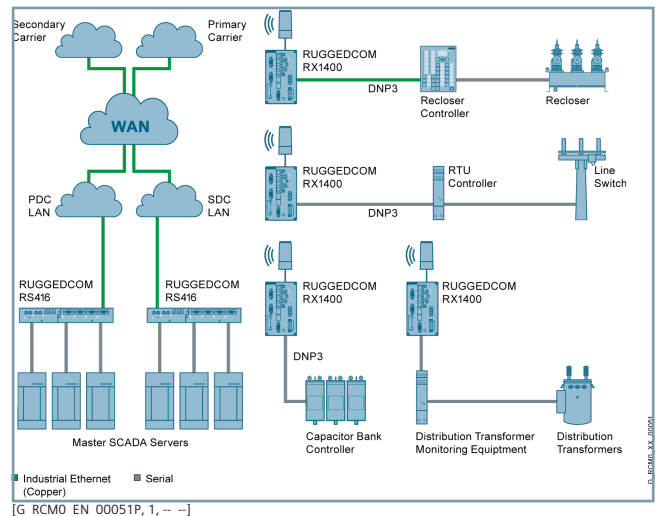 Secondary
Carrier
Primary
Carrier
WAN
PDC
LAN
SDC
LAN
RUGGEDCOM
RS416
RUGGEDCOM
RS416
Master SCADA Servers
RUGGEDCOM
RX1400
DNP3
Recloser
Controller
Recloser
RUGGEDCOM
RX1400
DNP3
RTU
Controller
Line
Switch
RUGGEDCOM
RX1400
DNP3
Capacitor Bank
Controller
RUGGEDCOM
RX1400
Distribution Transformer
Monitoring Equiptment
Distribution
Transformers
Industrial Ethernet
(Copper)
Serial
G_RCM0_XX_00051
[G_RCM0_EN_00051P, 1, -- --]